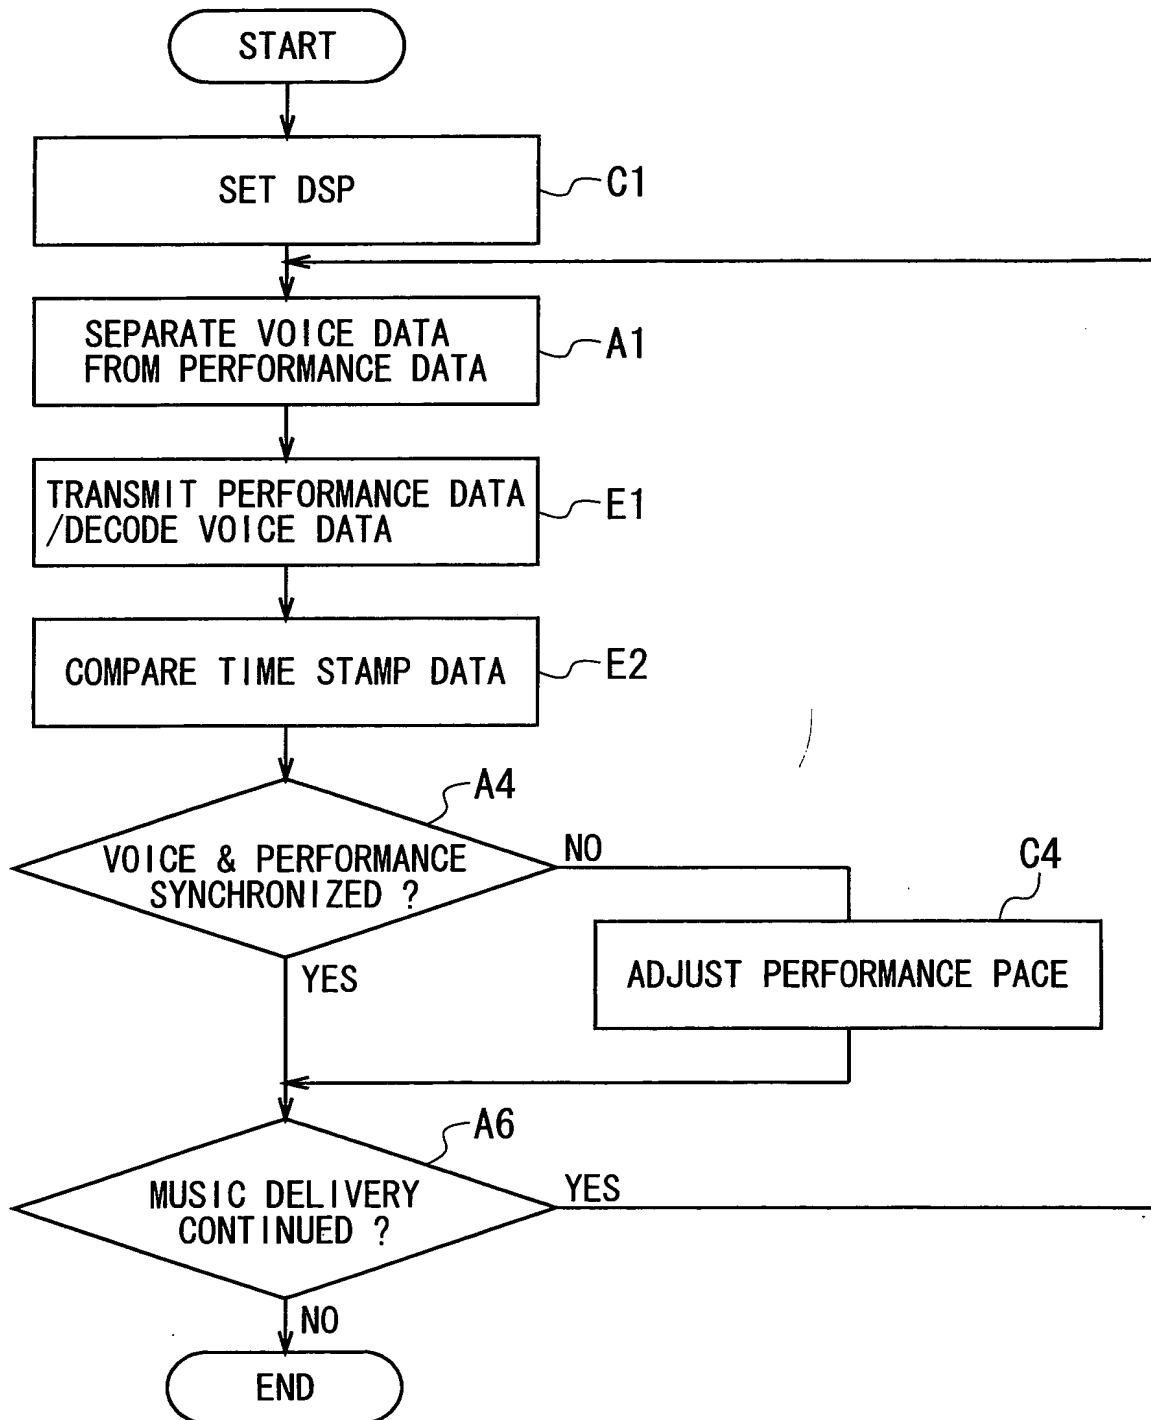 START
SET DSP
C1
SEPARATE VOICE DATA
FROM PERFORMANCE DATA
A1
TRANSMIT PERFORMANCE DATA
/DECODE VOICE DATA
E1
COMPARE TIME STAMP DATA
E2
A4
VOICE & PERFORMANCE
SYNCHRONIZED ?
NO
C4
ADJUST PERFORMANCE PACE
YES
A6
MUSIC DELIVERY
CONTINUED ?
YES
NO
END